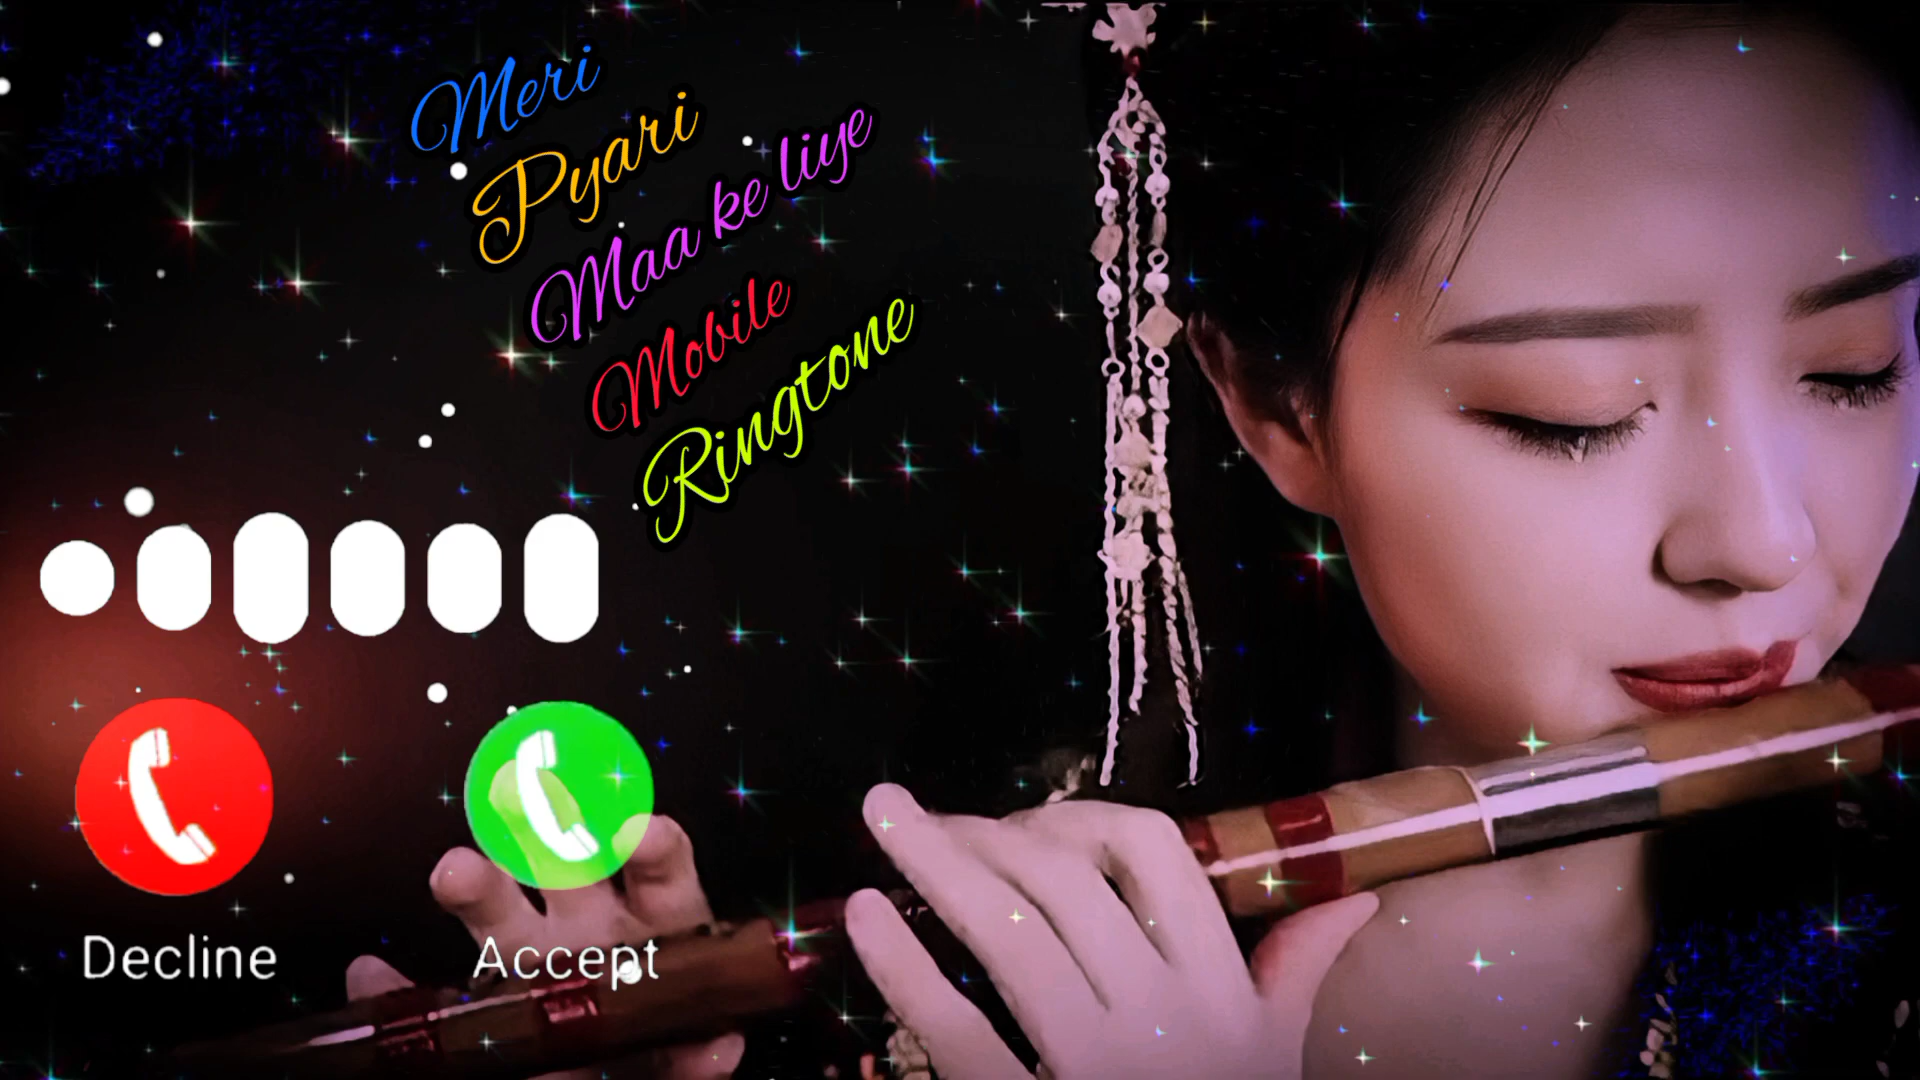 Meri
Pyari
Maa ke liye
Mobile
Ringtone
Decline
Accept